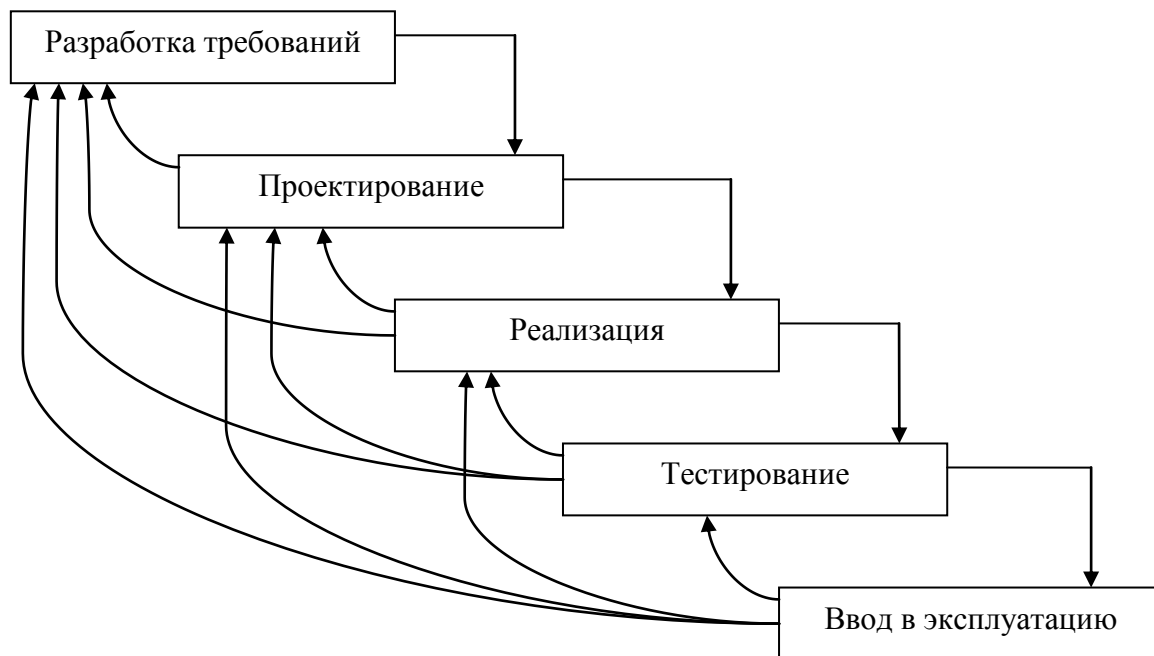 Разработка требований
Проектирование
Реализация
Тестирование
Ввод в эксплуатацию